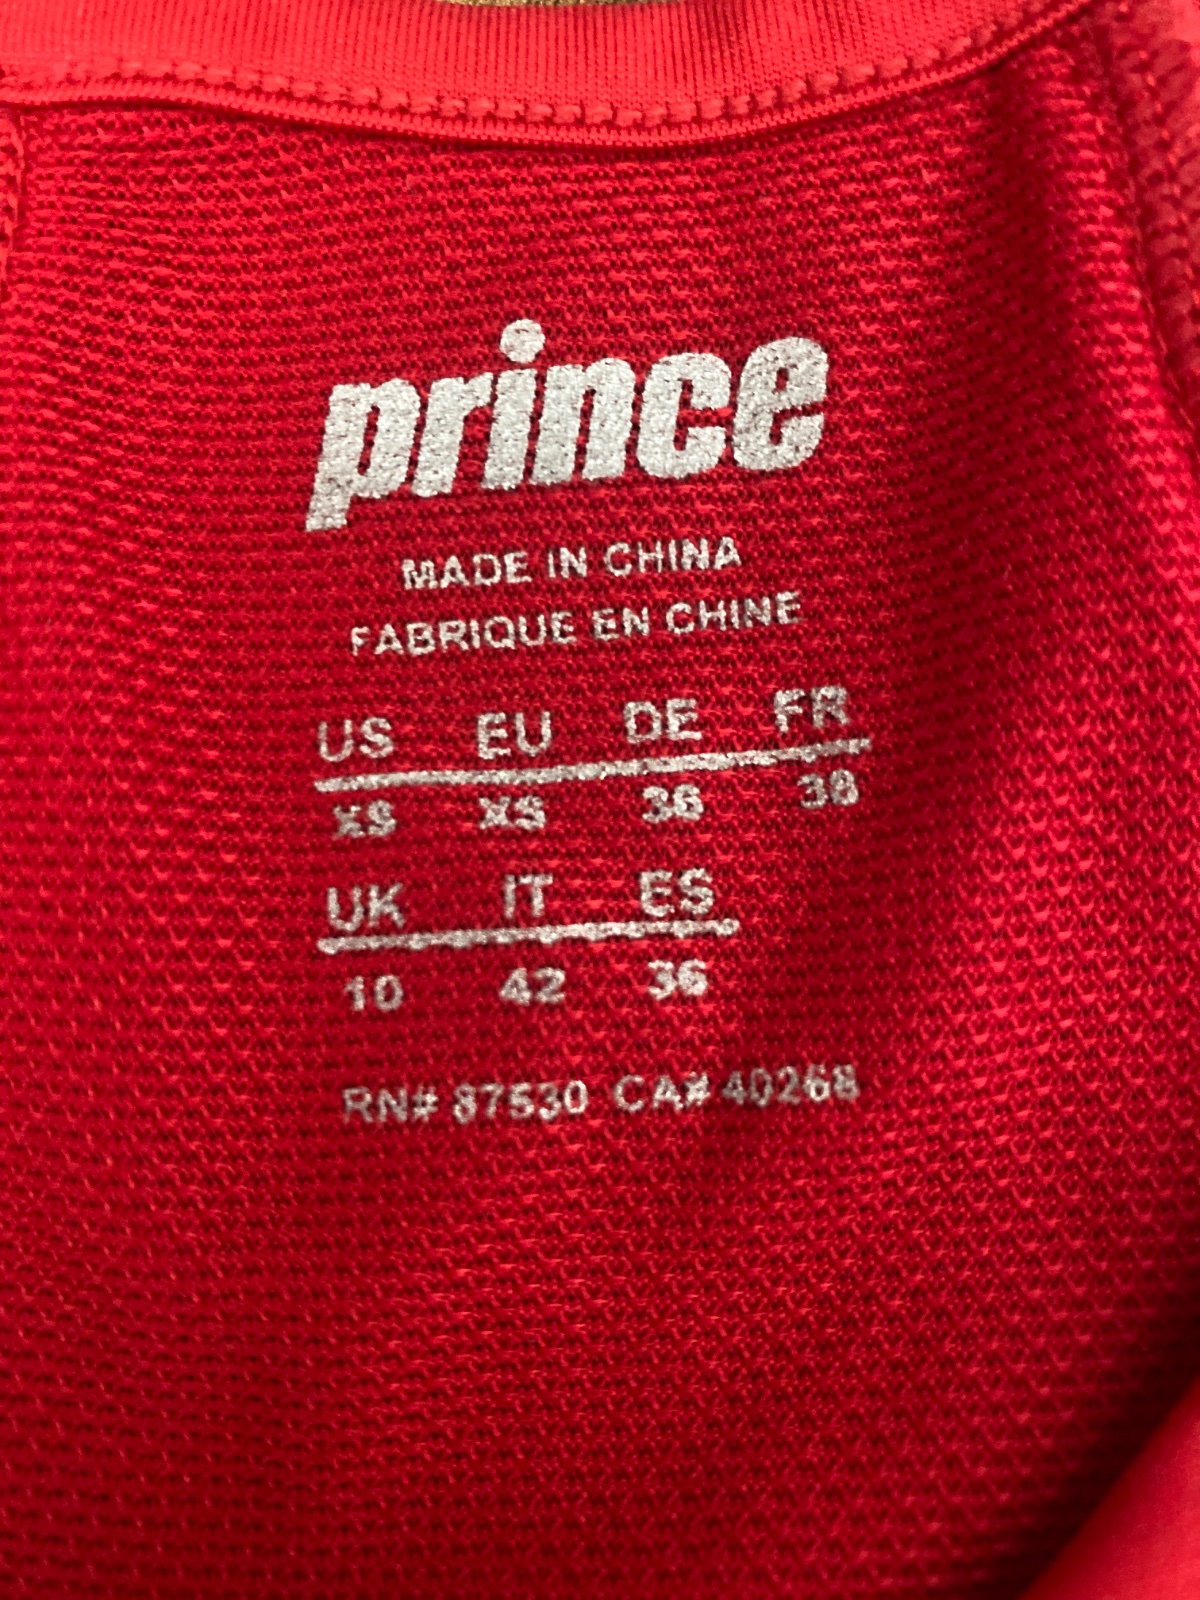 prince
MADE IN CHINA
FABRIQUE EN CHINE
US EU DE FR
XS XS 36 38
UK IT ES
10 42 36
RN# 87530 CA# 40268